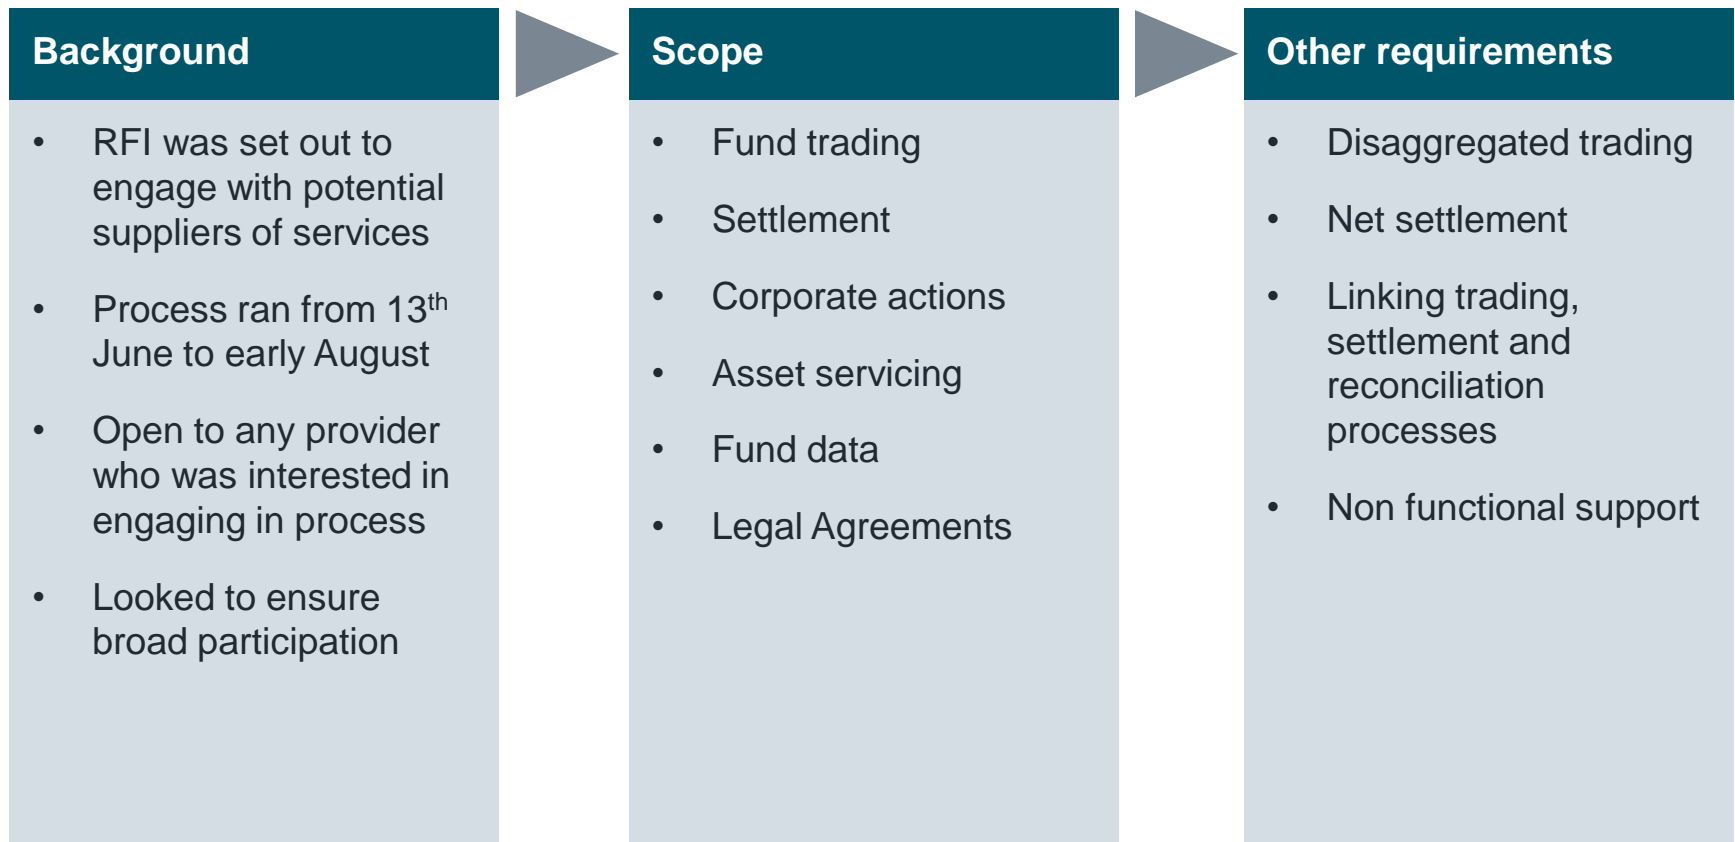 Background
• RFI was set out to
engage with potential
suppliers of services
• Process ran from 13th
June to early August
• Open to any provider
who was interested in
engaging in process
• Looked to ensure
broad participation
Scope
• Fund trading
• Settlement
• Corporate actions
• Asset servicing
• Fund data
• Legal Agreements
Other requirements
• Disaggregated trading
• Net settlement
• Linking trading,
settlement and
reconciliation
processes
• Non functional support